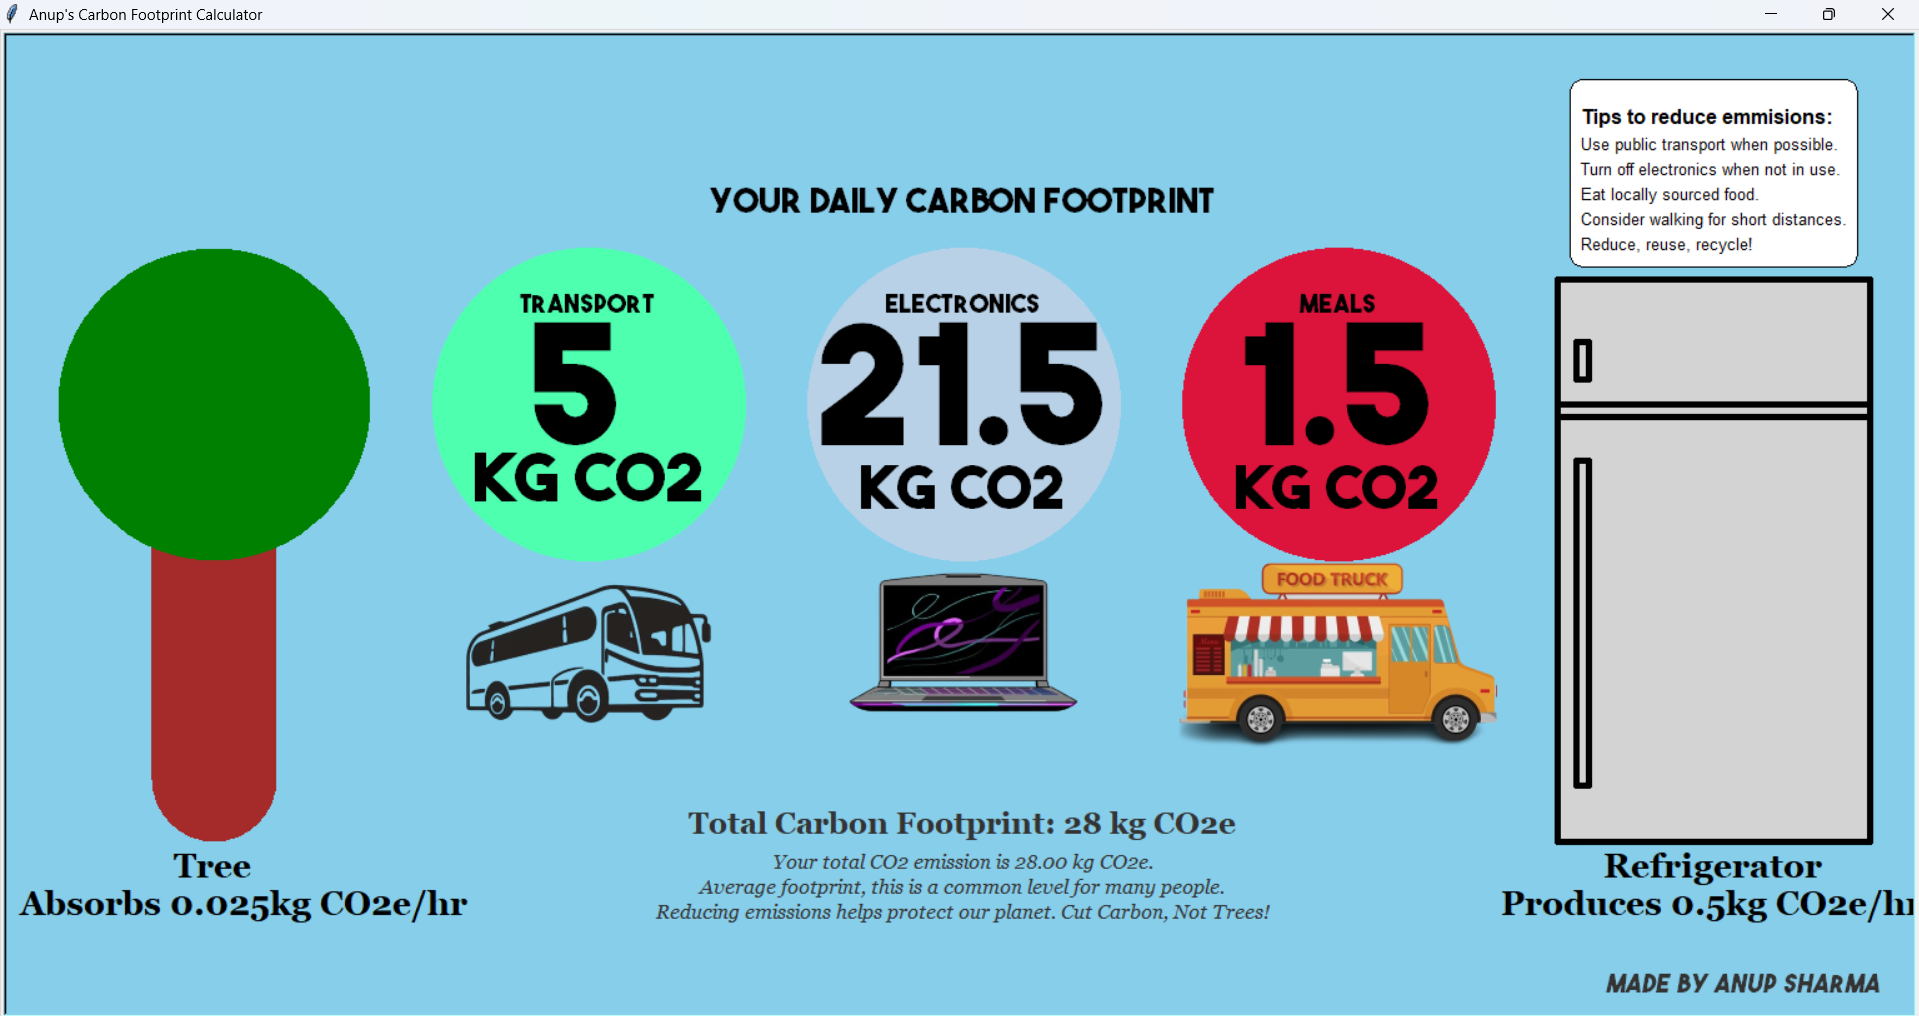 Anup's Carbon Footprint Calculator
Tips to reduce emmisions:
Use public transport when possible.
Turn off electronics when not in use.
Eat locally sourced food.
Consider walking for short distances.
Reduce, reuse, recycle!
YOUR DAILY CARBON FOOTPRINT
TRANSPORT
5
KG CO2
ELECTRONICS
21.5
KG CO2
MEALS
1.5
KG CO2
FOOD TRUCK
Total Carbon Footprint: 28 kg CO2e
Your total CO2 emission is 28.00 kg CO2e.
Average footprint, this is a common level for many people.
Reducing emissions helps protect our planet. Cut Carbon, Not Trees!
Tree
Absorbs 0.025kg CO2e/hr
Refrigerator
Produces 0.5kg CO2e/hr
MADE BY ANUP SHARMA